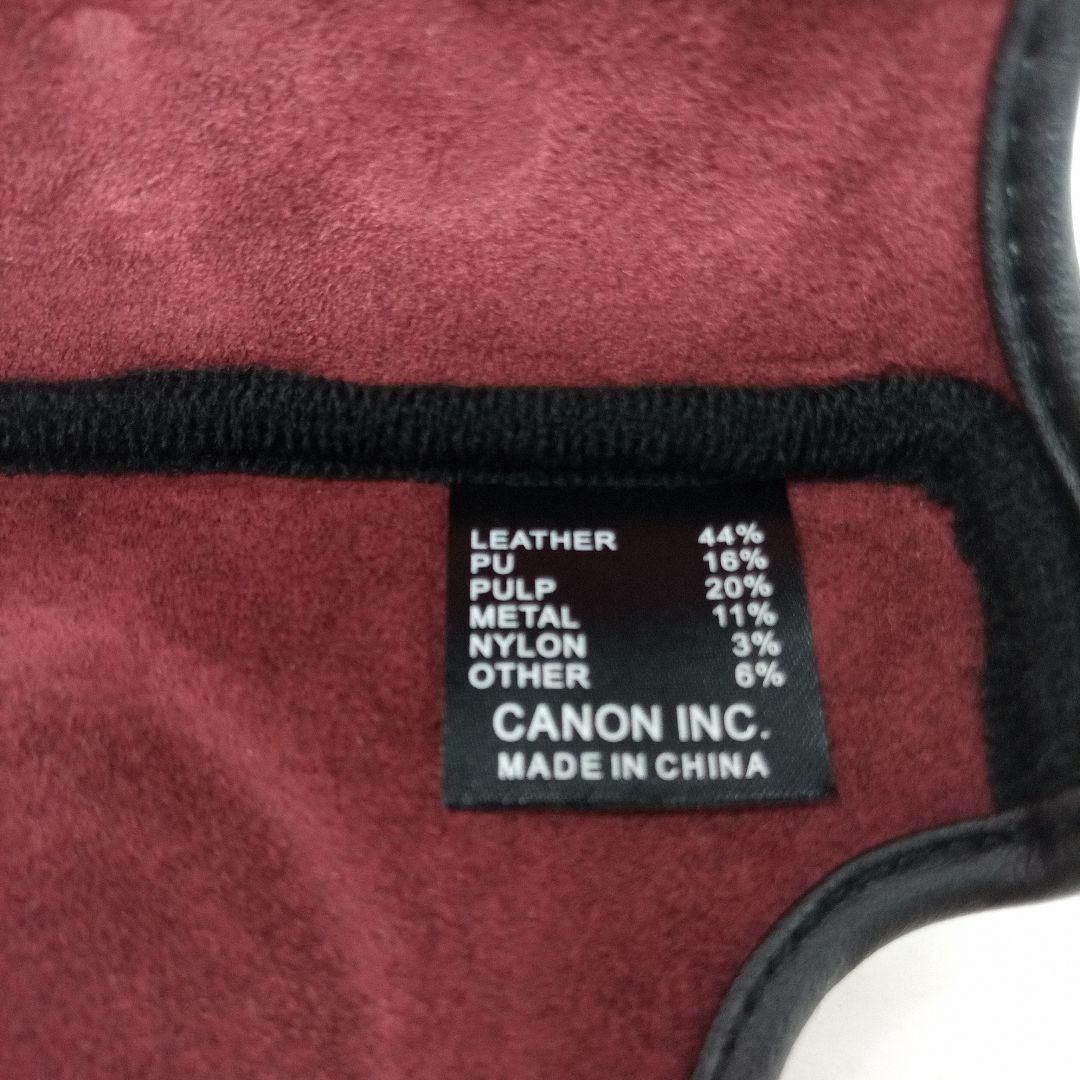 LEATHER 44%
PU 16%
PULP 20%
METAL 11%
NYLON 3%
OTHER 6%
CANON INC.
MADE IN CHINA